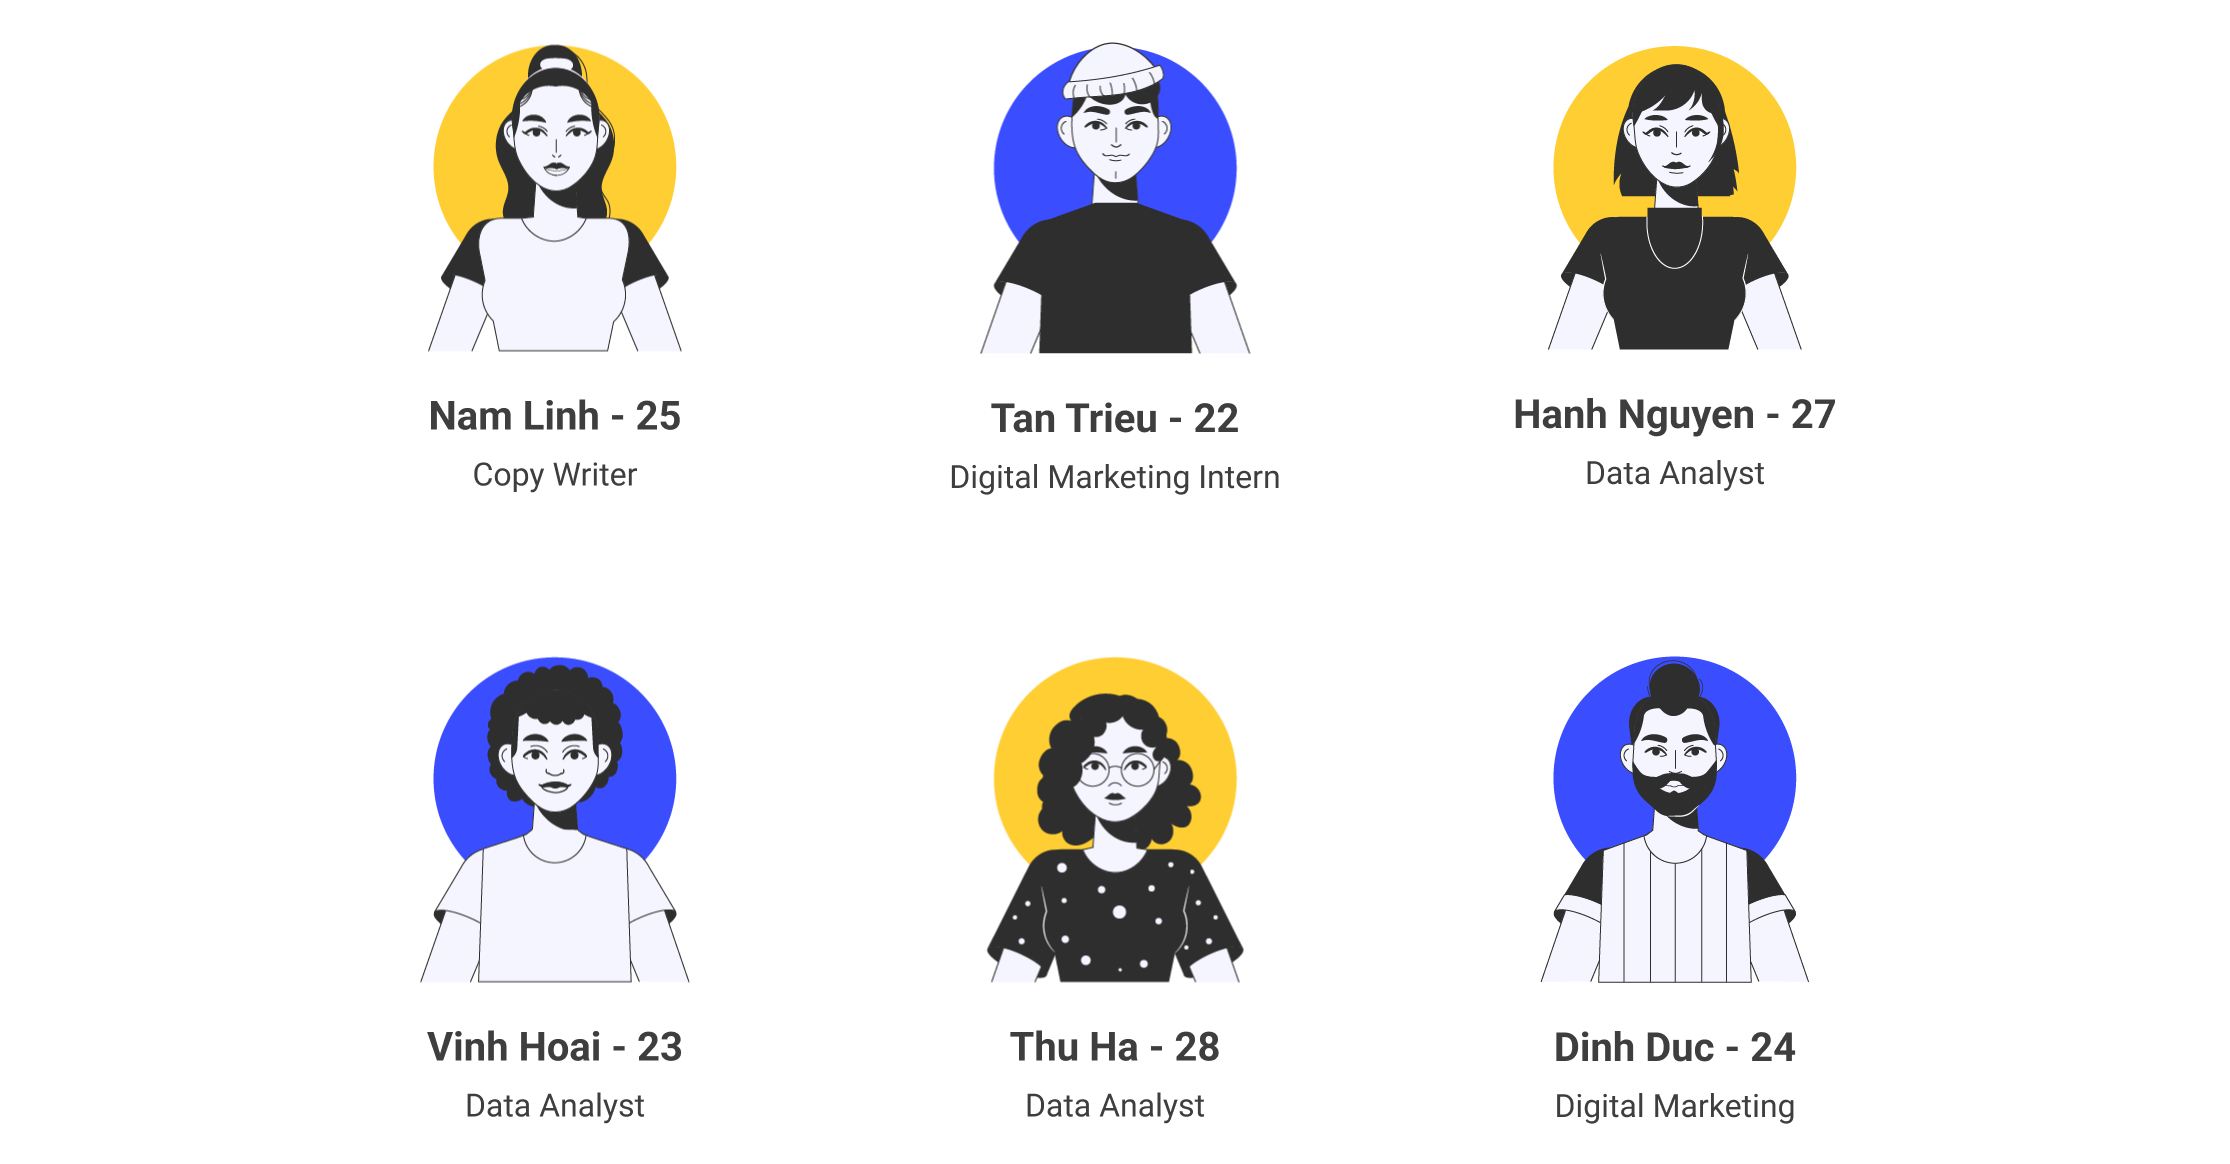 Nam Linh - 25
Copy Writer
Tan Trieu - 22
Digital Marketing Intern
Hanh Nguyen - 27
Data Analyst
Vinh Hoai - 23
Data Analyst
Thu Ha - 28
Data Analyst
Dinh Duc - 24
Digital Marketing